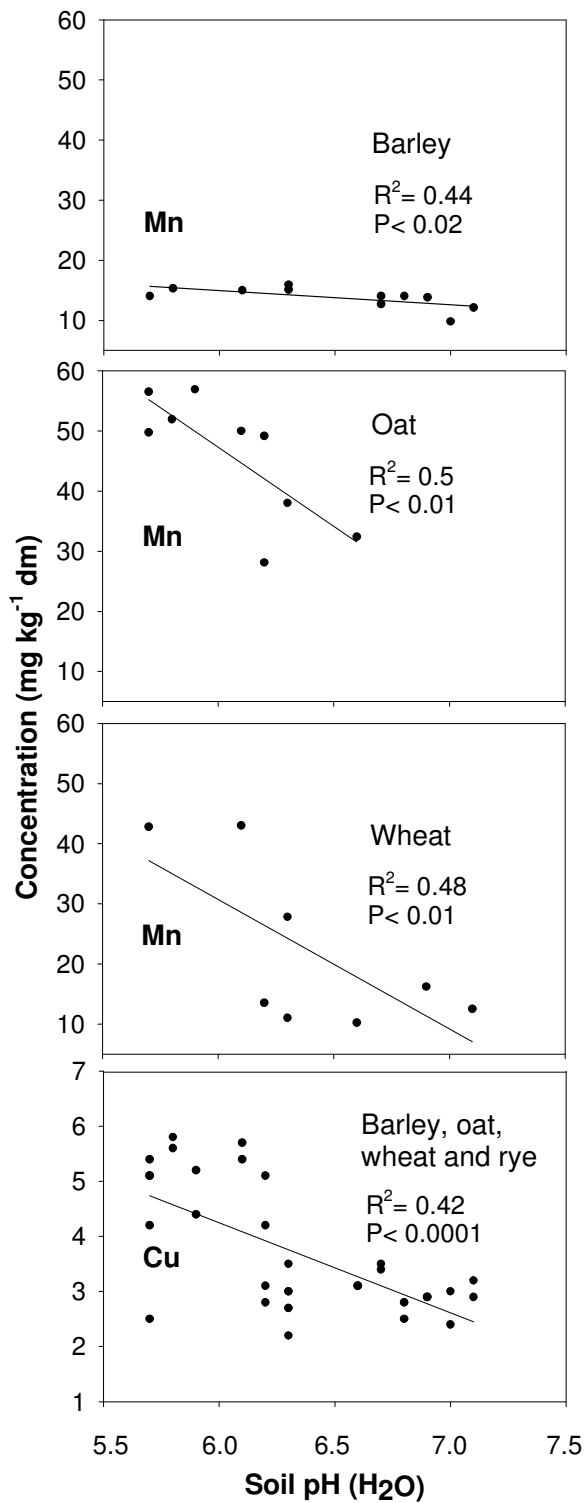 60
50
40
30
20
10
Barley
R²= 0.44
P< 0.02
Mn
60
50
40
30
20
10
Oat
R²= 0.5
P< 0.01
Mn
60
50
40
30
20
10
Wheat
R²= 0.48
P< 0.01
Mn
7
6
5
4
3
2
1
Barley, oat,
wheat and rye
R²= 0.42
P< 0.0001
Cu
Concentration (mg kg⁻¹ dm)
5.5 6.0 6.5 7.0 7.5
Soil pH (H₂O)